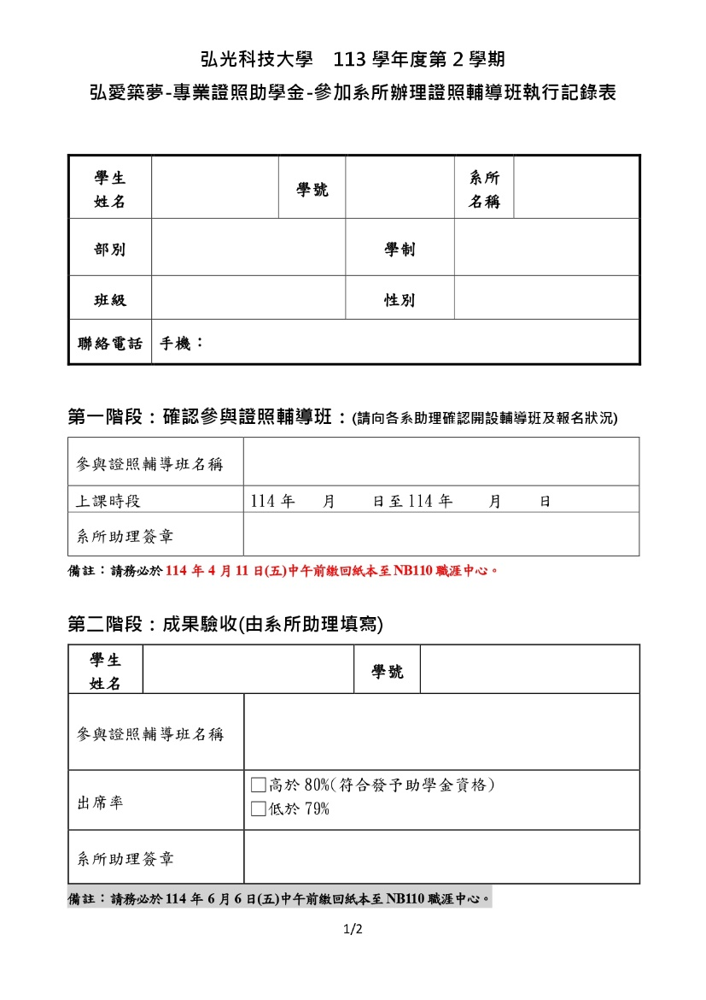 弘光科技大學　113 學年度第 2 學期
弘愛築夢-專業證照助學金-參加系所辦理證照輔導班執行記錄表
學生
姓名
學號
系所
名稱
部別
學制
班級
性別
聯絡電話
手機：
第一階段：確認參與證照輔導班：(請向各系助理確認開設輔導班及報名狀況)
參與證照輔導班名稱
上課時段
114 年　月　　日至 114 年　　月　　日
系所助理簽章
備註：請務必於 114 年 4 月 11 日(五)中午前繳回紙本至 NB110 職涯中心。
第二階段：成果驗收(由系所助理填寫)
學生
姓名
學號
參與證照輔導班名稱
出席率
□高於 80%(符合發予助學金資格)
□低於 79%
系所助理簽章
備註：請務必於 114 年 6 月 6 日(五)中午前繳回紙本至 NB110 職涯中心。
1/2